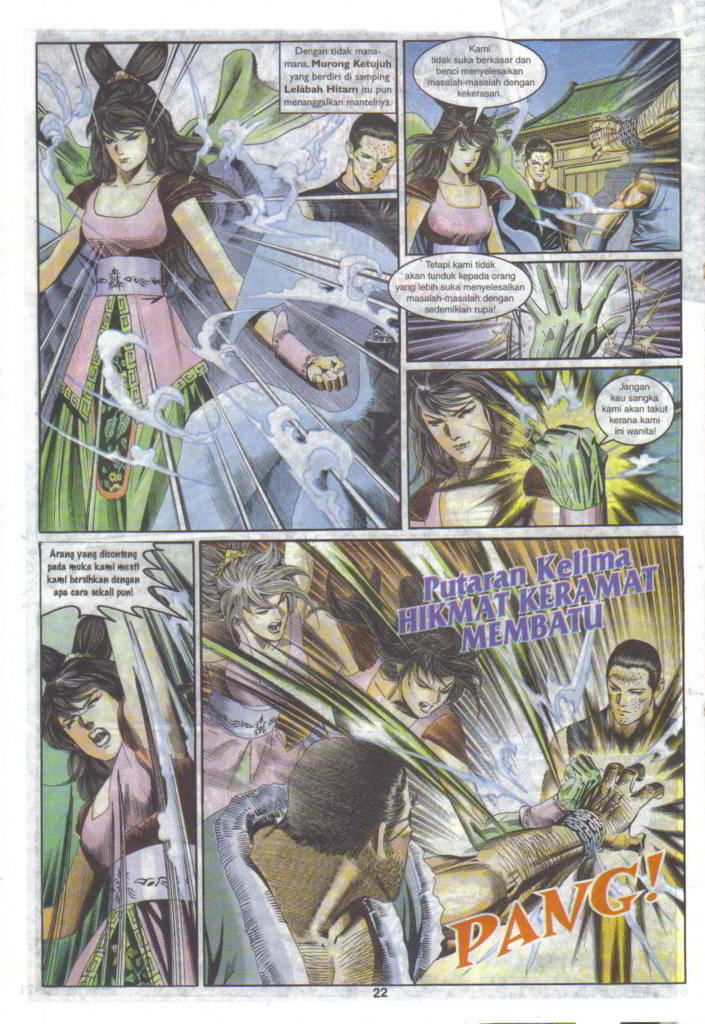 Dengan tidak mana-
mana, Murong Ketujuh
yang berdiri di samping
Lelabah Hitam itu pun
menanggalkan mantelnya.
Kami
tidak suka berkasar dan
benci menyelesaikan
masalah-masalah dengan
kekerasan.
Tetapi kami tidak
akan tunduk kepada orang
yang lebih suka menyelesaikan
masalah-masalah dengan
sedemikian rupa!
Jangan
kau sangka
kami akan takut
kerana kami
ini wanita!
Arang yang diconteng
pada muka kami mesti
kami bersihkan dengan
apa cara sekali pun!
Putaran Kelima
HIKMAT KERAMAT
MEMBATU
PANG!
22